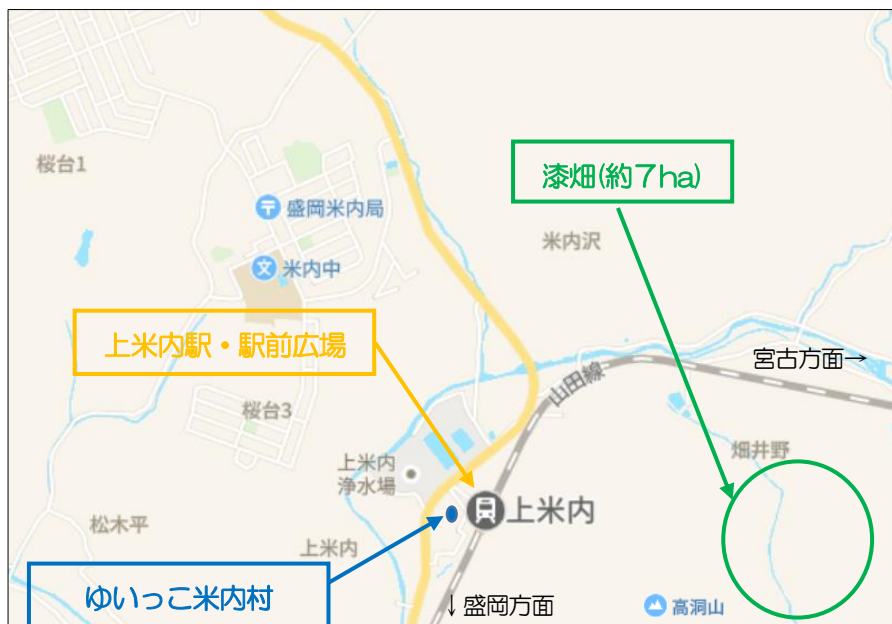 桜台1
盛岡米内局
米内中
漆畑(約7ha)
米内沢
上米内駅・駅前広場
宮古方面→
山田線
桜台3
上米内
浄水場
畑井野
上米内
松木平
上米内
ゆいっこ米内村
↓盛岡方面
高洞山